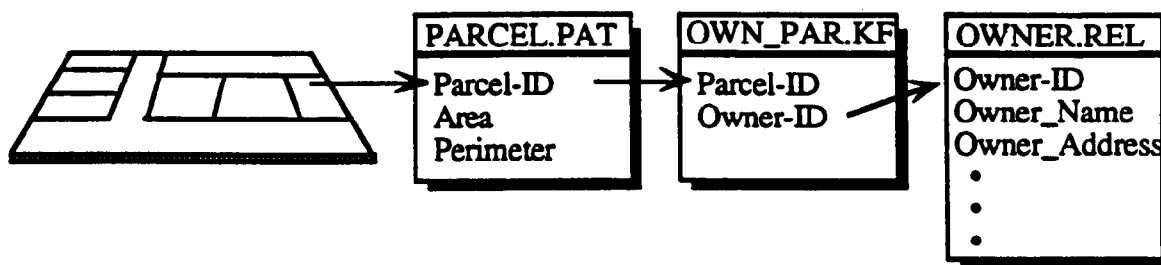 PARCEL.PAT
Parcel-ID
Area
Perimeter
OWN_PAR.KF
Parcel-ID
Owner-ID
OWNER.REL
Owner-ID
Owner_Name
Owner_Address